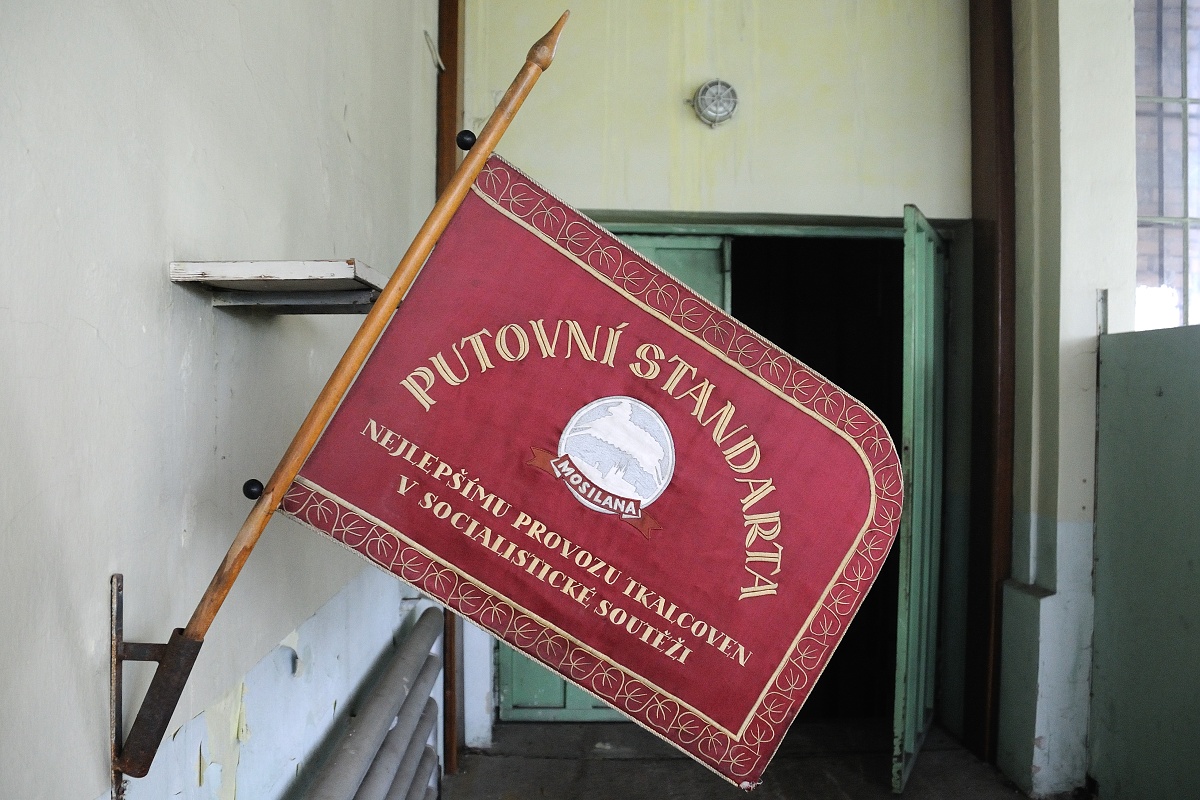 PUTOVNÍ STANDARTA
MOSILANA
NEJLEPŠÍMU PROVOZU TKALCOVEN
V SOCIALISTICKÉ SOUTĚŽI